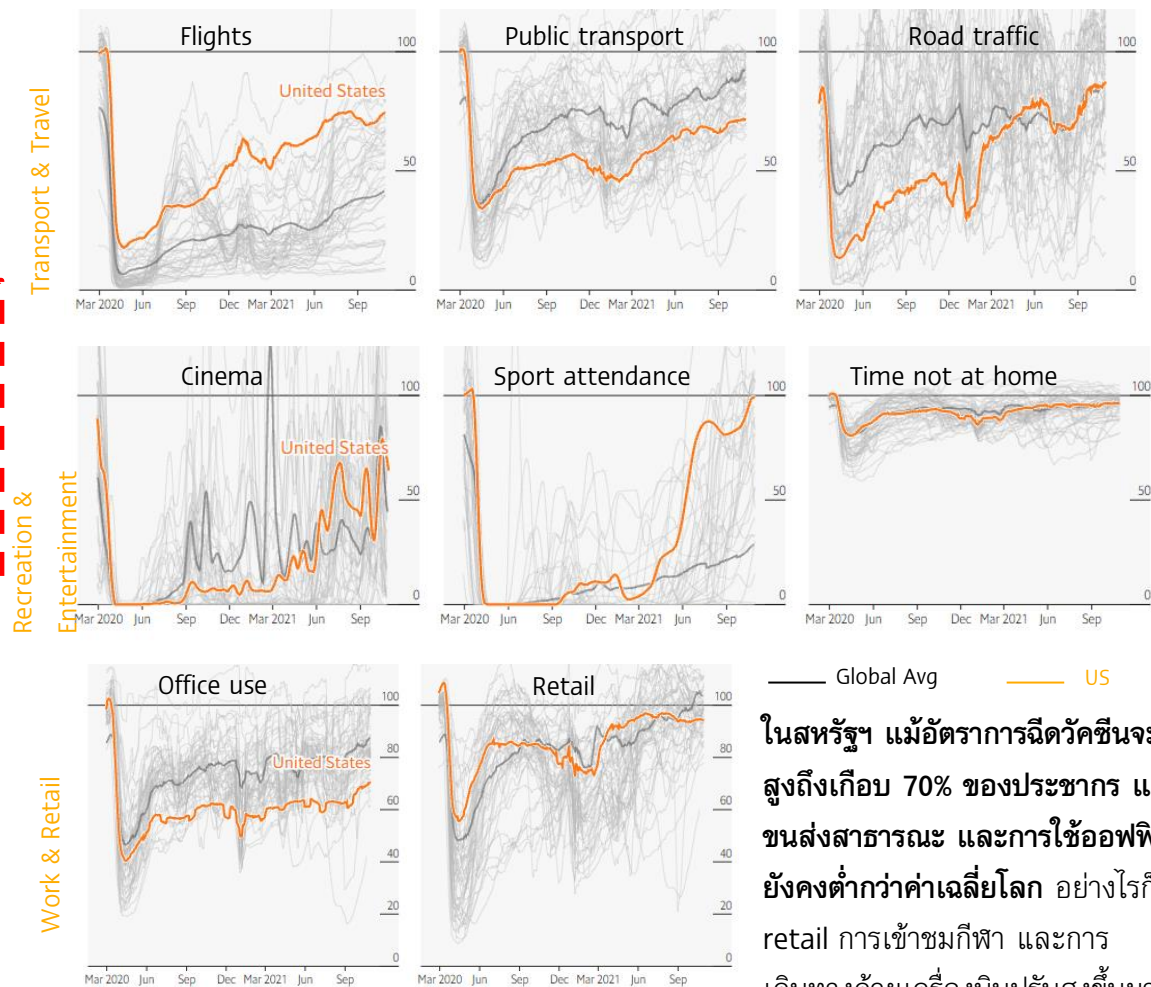 Transport & Travel
Flights
100
United States
50
0
Mar 2020 Jun Sep Dec Mar 2021 Jun Sep
Public transport
100
50
0
Mar 2020 Jun Sep Dec Mar 2021 Jun Sep
Road traffic
100
50
0
Mar 2020 Jun Sep Dec Mar 2021 Jun Sep
Recreation &
Entertainment
Cinema
100
United States
50
0
Mar 2020 Jun Sep Dec Mar 2021 Jun Sep
Sport attendance
100
50
0
Mar 2020 Jun Sep Dec Mar 2021 Jun Sep
Time not at home
100
50
0
Mar 2020 Jun Sep Dec Mar 2021 Jun Sep
Work & Retail
Office use
100
80
United States
60
40
20
0
Mar 2020 Jun Sep Dec Mar 2021 Jun Sep
Retail
100
80
60
40
20
0
Mar 2020 Jun Sep Dec Mar 2021 Jun Sep
Global Avg US
ในสหรัฐฯ แม้อัตราการฉีดวัคซีนจะ
สูงถึงเกือบ 70% ของประชากร
ขนส่งสาธารณะ และการใช้ออฟฟิ
ยังคงต่ำกว่าค่าเฉลี่ยโลก อย่างไรก็
retail การเข้าชมกีฬา และการ